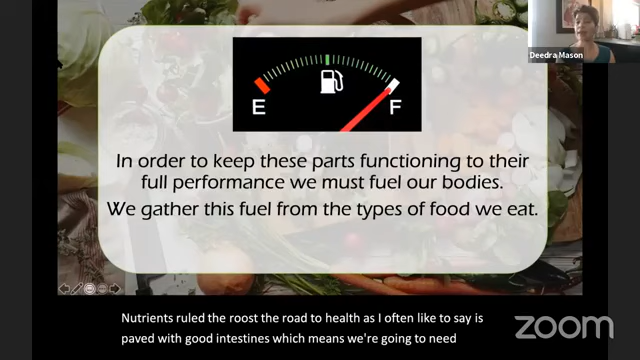 Deedra Mason
E
F
In order to keep these parts functioning to their
full performance we must fuel our bodies.
We gather this fuel from the types of food we eat.
Nutrients ruled the roost the road to health as I often like to say is
paved with good intestines which means we're going to need
zoom